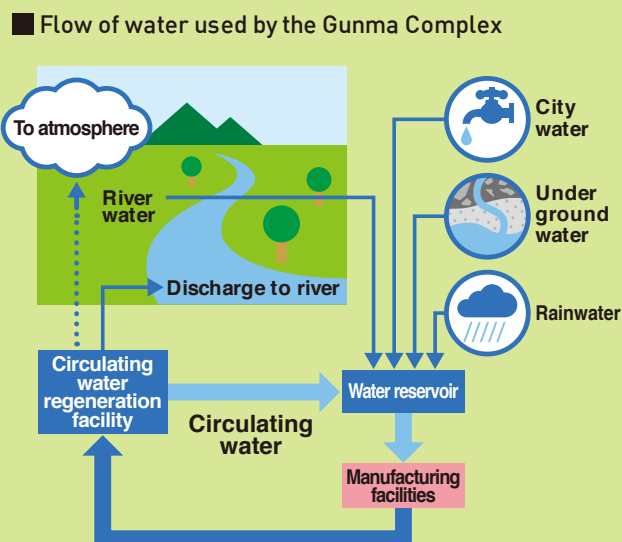 Flow of water used by the Gunma Complex
To atmosphere
City
water
River
water
Under
ground
water
Discharge to river
Rainwater
Circulating
water
regeneration
facility
Water reservoir
Circulating
water
Manufacturing
facilities